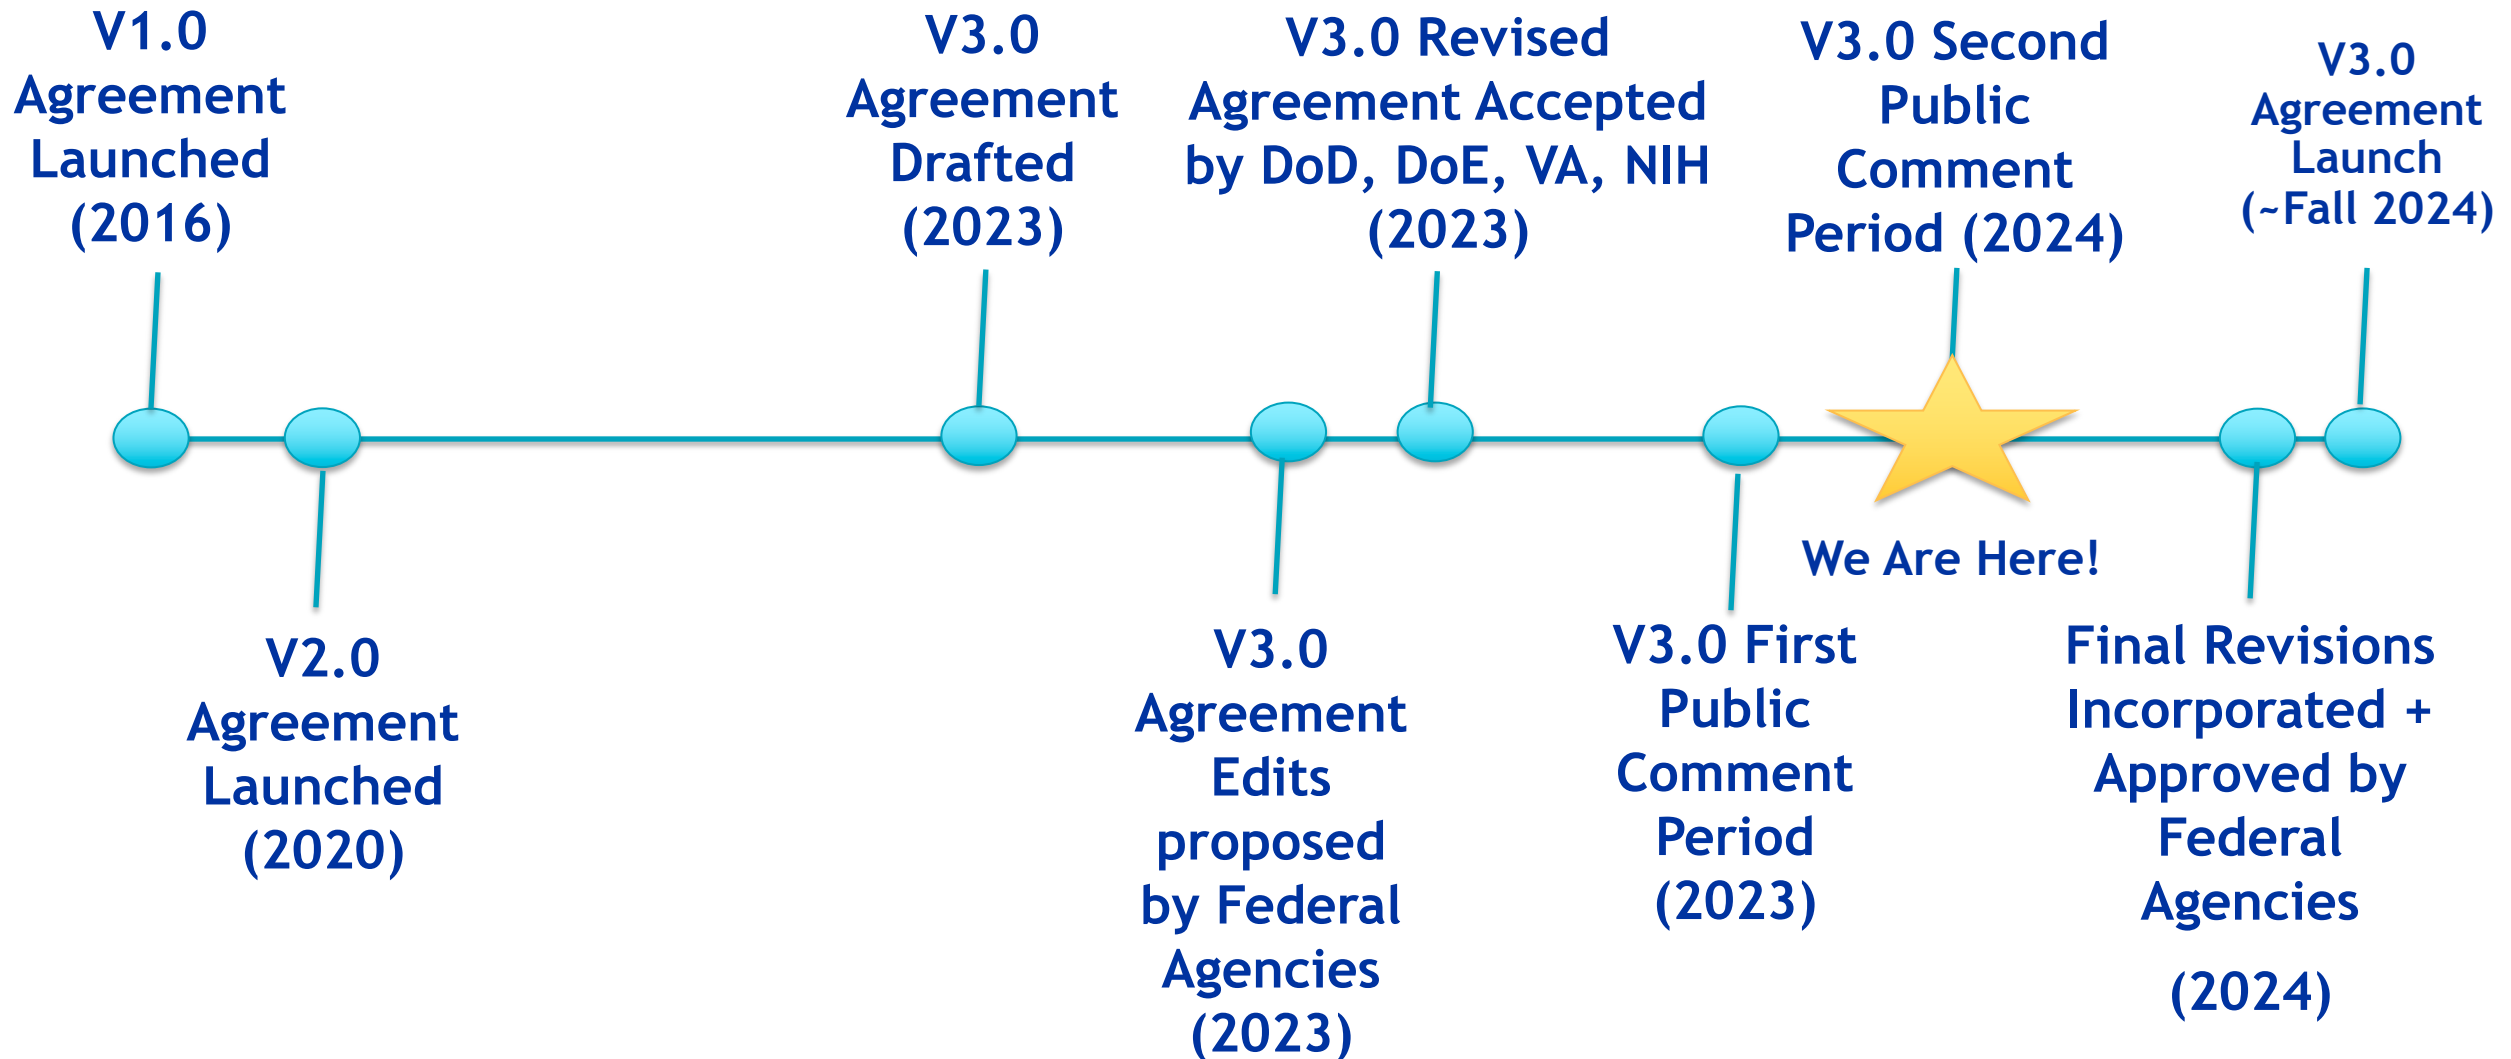 V1.0
Agreement
Launched
(2016)
V3.0
Agreement
Drafted
(2023)
V3.0 Revised
Agreement Accepted
by DoD, DoE, VA, NIH
(2023)
V3.0 Second
Public
Comment
Period (2024)
V3.0
Agreement
Launch
(~Fall 2024)
We Are Here!
V2.0
Agreement
Launched
(2020)
V3.0
Agreement
Edits
proposed
by Federal
Agencies
(2023)
V3.0 First
Public
Comment
Period
(2023)
Final Revisions
Incorporated +
Approved by
Federal
Agencies
(2024)